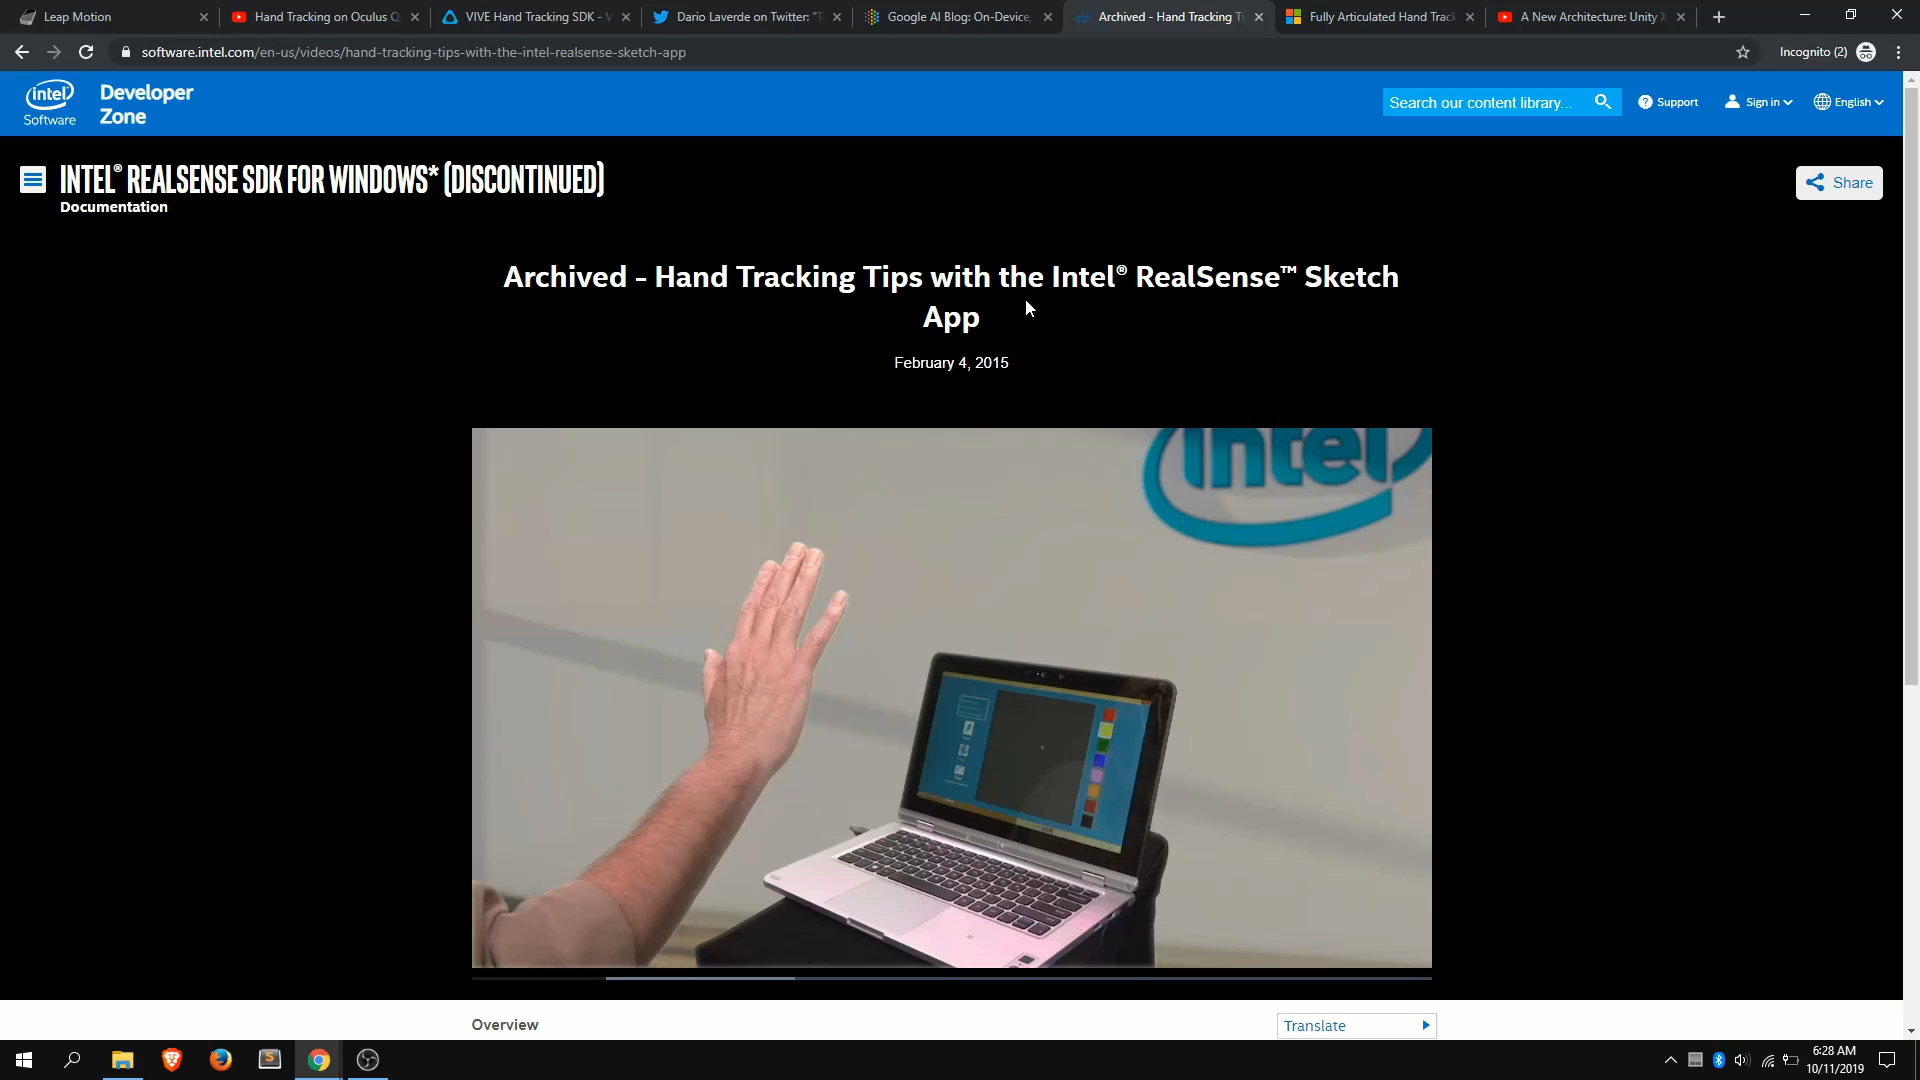 Leap Motion
Hand Tracking on Oculus Q
VIVE Hand Tracking SDK - V
Dario Laverde on Twitter: "T
Google AI Blog: On-Device,
Archived - Hand Tracking Ti
Fully Articulated Hand Track
A New Architecture: Unity X
software.intel.com/en-us/videos/hand-tracking-tips-with-the-intel-realsense-sketch-app
Incognito (2)
intel
Software
Developer
Zone
Search our content library...
Support
Sign in
English
INTEL® REALSENSE SDK FOR WINDOWS* (DISCONTINUED)
Documentation
Share
Archived - Hand Tracking Tips with the Intel® RealSense™ Sketch
App
February 4, 2015
intel
Overview
Translate
6:28 AM
10/11/2019